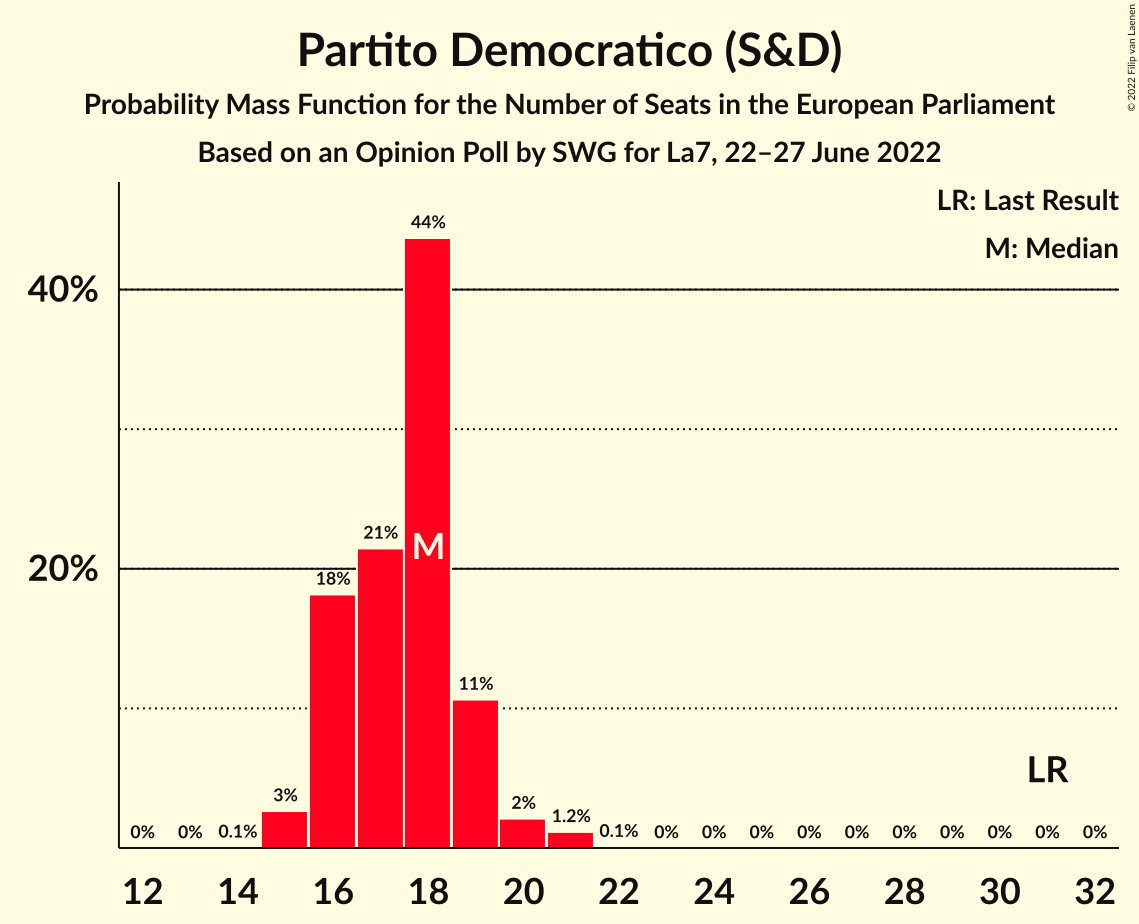 Partito Democratico (S&D)
Probability Mass Function for the Number of Seats in the European Parliament
Based on an Opinion Poll by SWG for La7, 22–27 June 2022
© 2022 Filip van Laenen
LR: Last Result
M: Median
40%
20%
0%
0%
0.1%
3%
18%
21%
44%
M
11%
2%
1.2%
0.1%
0%
0%
0%
0%
0%
0%
0%
0%
LR
0%
0%
12 14 16 18 20 22 24 26 28 30 32